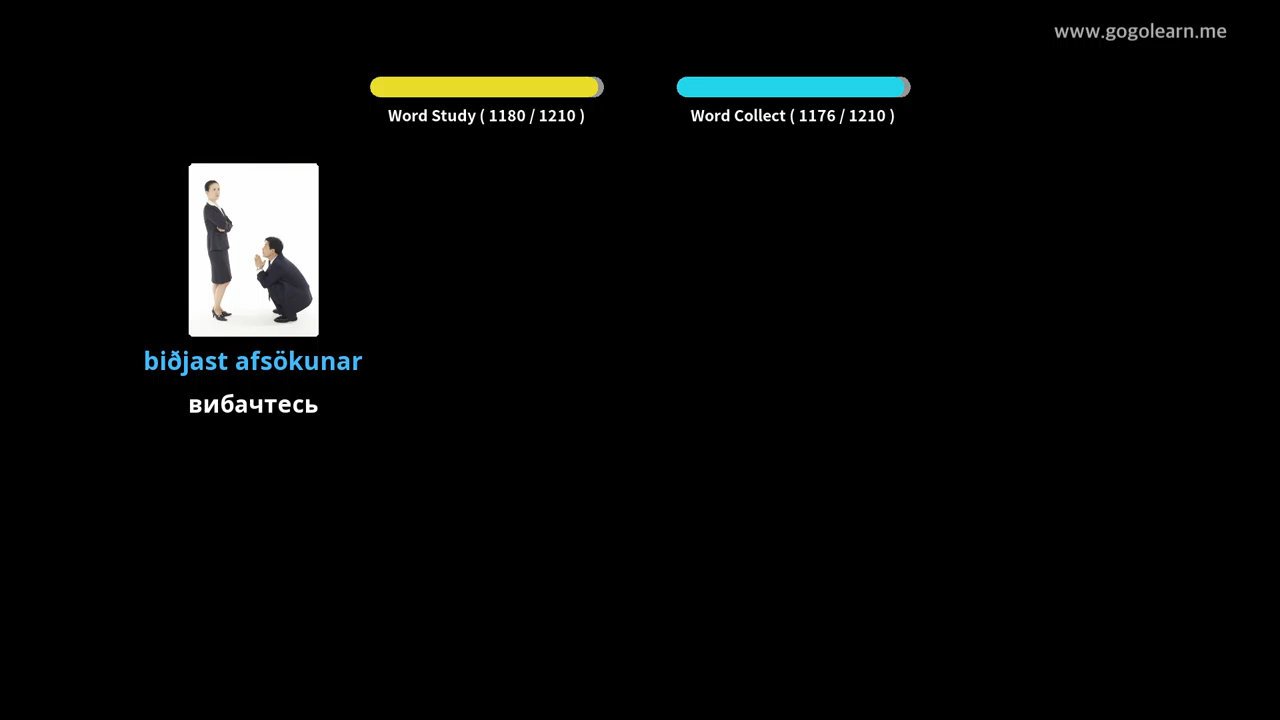 www.gogolearn.me
Word Study ( 1180 / 1210 )
Word Collect ( 1176 / 1210 )
biðjast afsökunar
вибачтесь